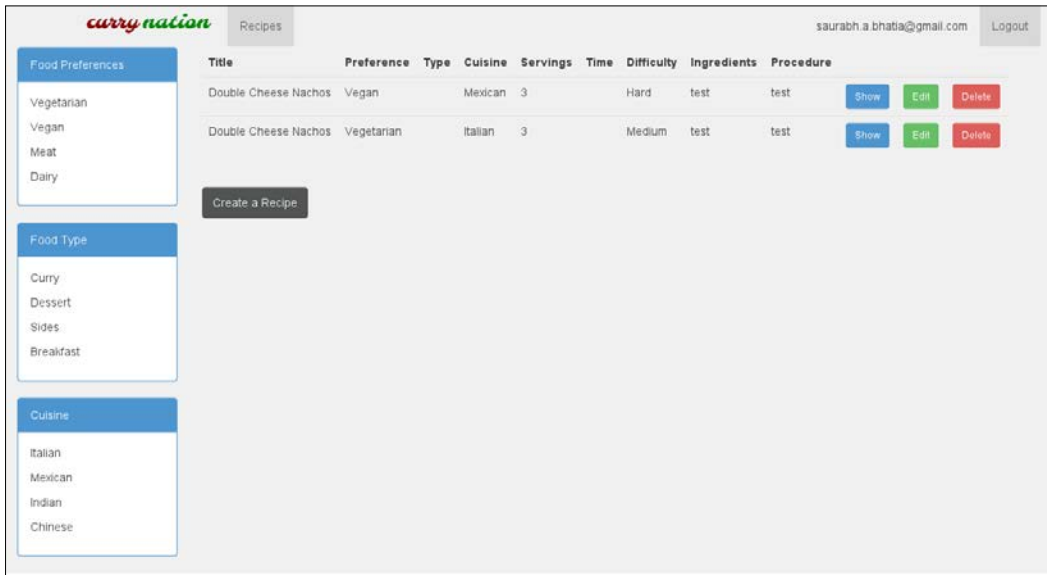 curry nation Recipes saurabh.a.bhatia@gmail.com Logout
Food Preferences
Vegetarian
Vegan
Meat
Dairy
Food Type
Curry
Dessert
Sides
Breakfast
Cuisine
Italian
Mexican
Indian
Chinese
Title Preference Type Cuisine Servings Time Difficulty Ingredients Procedure
Double Cheese Nachos Vegan Mexican 3 Hard test test Show Edit Delete
Double Cheese Nachos Vegetarian Italian 3 Medium test test Show Edit Delete
Create a Recipe